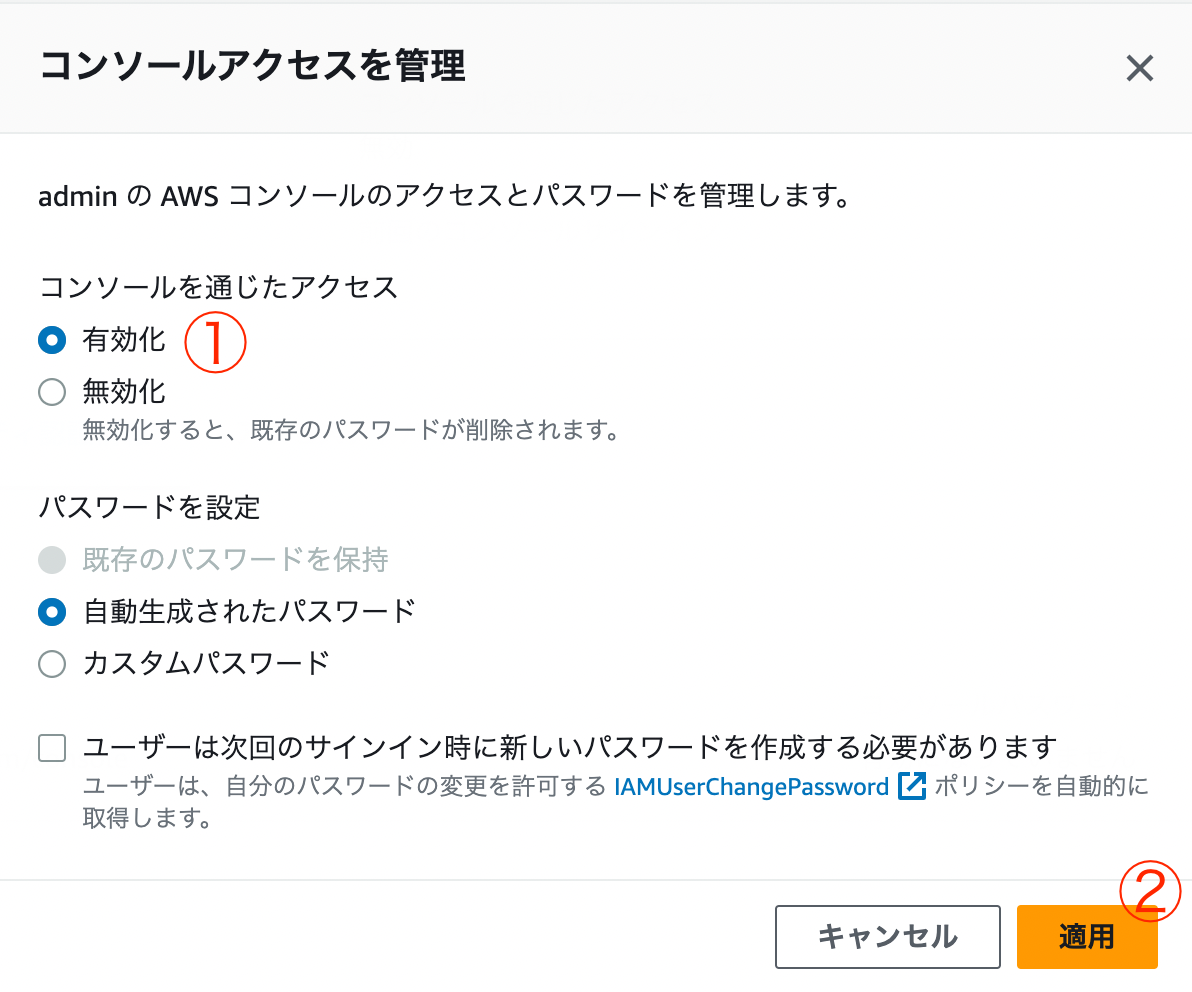 コンソールアクセスを管理
admin の AWS コンソールのアクセスとパスワードを管理します。
コンソールを通じたアクセス
有効化 ①
無効化
無効化すると、既存のパスワードが削除されます。
パスワードを設定
既存のパスワードを保持
自動生成されたパスワード
カスタムパスワード
ユーザーは次回のサインイン時に新しいパスワードを作成する必要があります
ユーザーは、自分のパスワードの変更を許可する IAMUserChangePassword ポリシーを自動的に
取得します。
②
キャンセル 適用